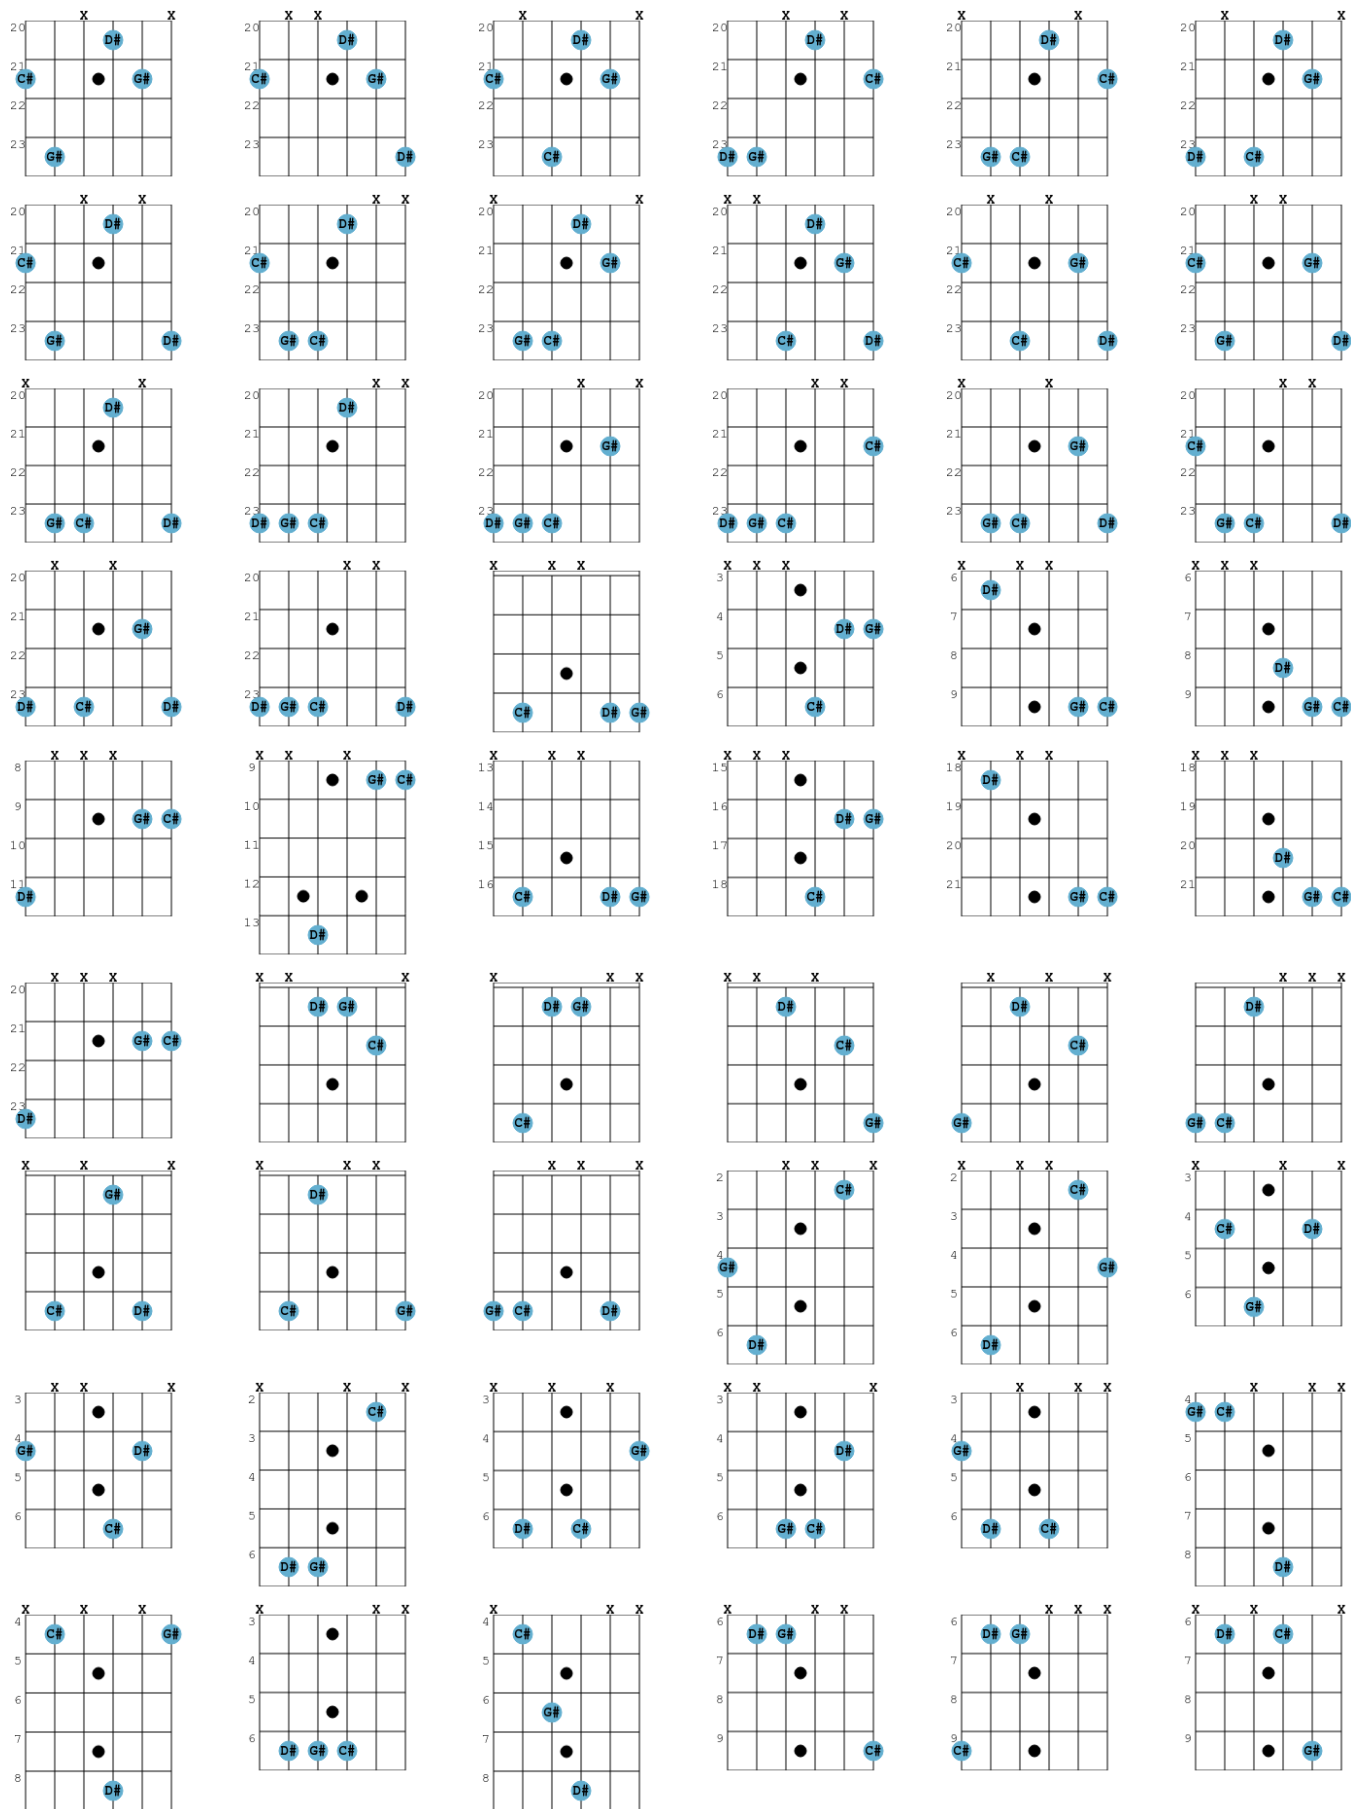 X X X X X X X X X X X X
20 D# 20 D# 20 D# 20 D# 20 D# 20 D#
21 C# G# 21 C# G# 21 C# G# 21 C# 21 C# 21 G#
22 22 22 22 22 22
23 G# 23 D# 23 C# 23 D# G# 23 G# C# 23 D# C#
X X X X X X X X X X X X
20 D# 20 D# 20 D# 20 D# 20 20
21 C# 21 C# 21 G# 21 G# 21 C# G# 21 C# G#
22 22 22 22 22 22
23 G# D# 23 G# C# 23 G# C# 23 C# D# 23 C# D# 23 G# D#
X X X X X X X X X X X X
20 D# 20 D# 20 20 20 20
21 21 21 G# 21 C# 21 G# 21 C#
22 22 22 22 22 22
23 G# C# D# 23 D# G# C# 23 D# G# C# 23 D# G# C# 23 G# C# D# 23 G# C# D#
X X X X X X X X X X X X X X X X
20 20 3 6 D# 6
21 G# 21 4 D# G# 7 7
22 22 5 8 8 D#
23 D# C# D# 23 D# G# C# D# C# D# G# 6 C# 9 G# C# 9 G# C#
X X X X X X X X X X X X X X X X X X
8 9 G# C# 13 15 18 D# 18
9 G# C# 10 14 16 D# G# 19 19
10 11 15 17 20 20 D#
11 D# 12 16 C# D# G# 18 C# 21 G# C# 21 G# C#
13 D#
X X X X X X X X X X X X X X X X X X
20 D# G# D# G# D# D# D#
21 G# C# C# C# C#
22
23 D# C# G# G# G# C#
X X X X X X X X X X X X X X X X X X
G# D# 2 C# 2 C# 3
3 3 4 C# D#
4 G# 4 G# 5
C# D# C# G# G# C# D# 5 5 6 G#
6 D# 6 D#
X X X X X X X X X X X X X X X X X X
3 2 C# 3 3 3 4 G# C#
4 G# D# 3 4 G# 4 D# 4 G# 5
5 4 5 5 5 6
6 C# 5 6 D# C# 6 G# C# 6 D# C# 7
6 D# G# 8 D#
X X X X X X X X X X X X X X X X X X
4 C# G# 3 4 C# 6 D# G# 6 D# G# 6 D# C#
5 4 5 7 7 7
6 5 6 G# 8 8 8
7 6 D# G# C# 7 9 C# 9 C# 9 G#
8 D# 8 D#